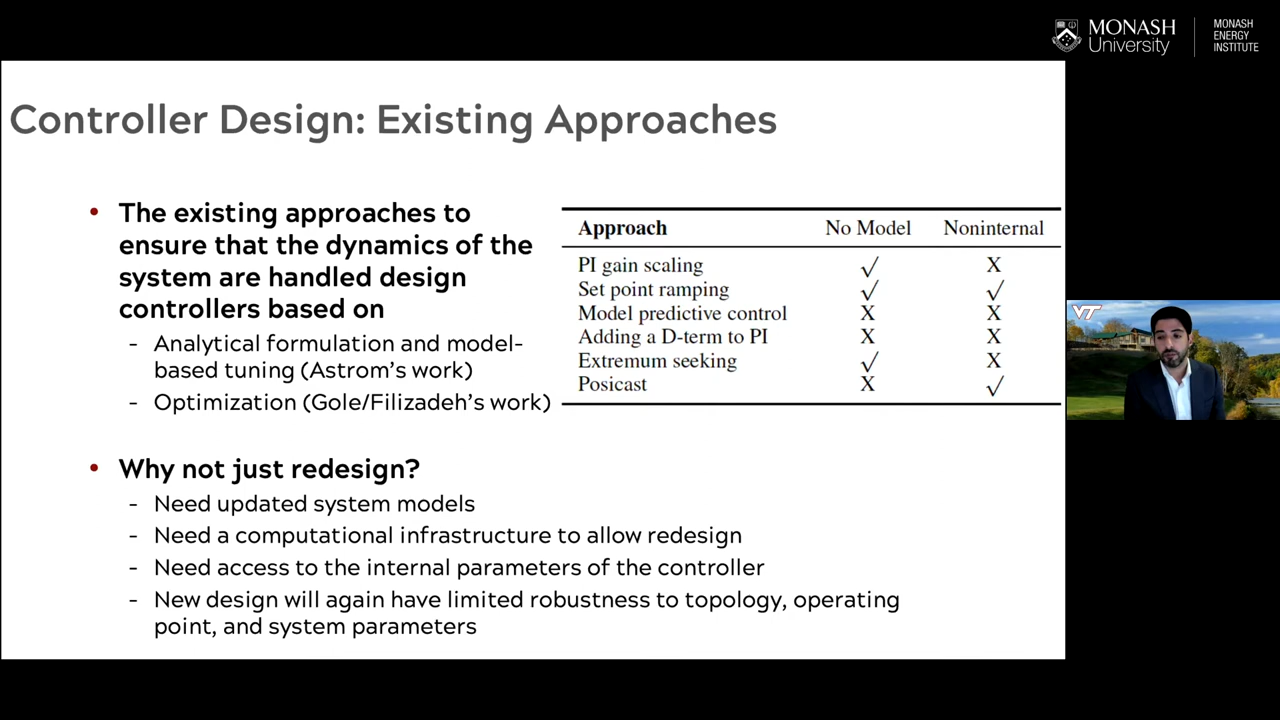 MONASH
University
MONASH
ENERGY
INSTITUTE
Controller Design: Existing Approaches
• The existing approaches to
ensure that the dynamics of the
system are handled design
controllers based on
- Analytical formulation and model-
based tuning (Astrom's work)
- Optimization (Gole/Filizadeh's work)
Approach No Model Noninternal
PI gain scaling √ X
Set point ramping √ √
Model predictive control X X
Adding a D-term to PI X X
Extremum seeking √ X
Posicast X √
• Why not just redesign?
- Need updated system models
- Need a computational infrastructure to allow redesign
- Need access to the internal parameters of the controller
- New design will again have limited robustness to topology, operating
point, and system parameters
VT